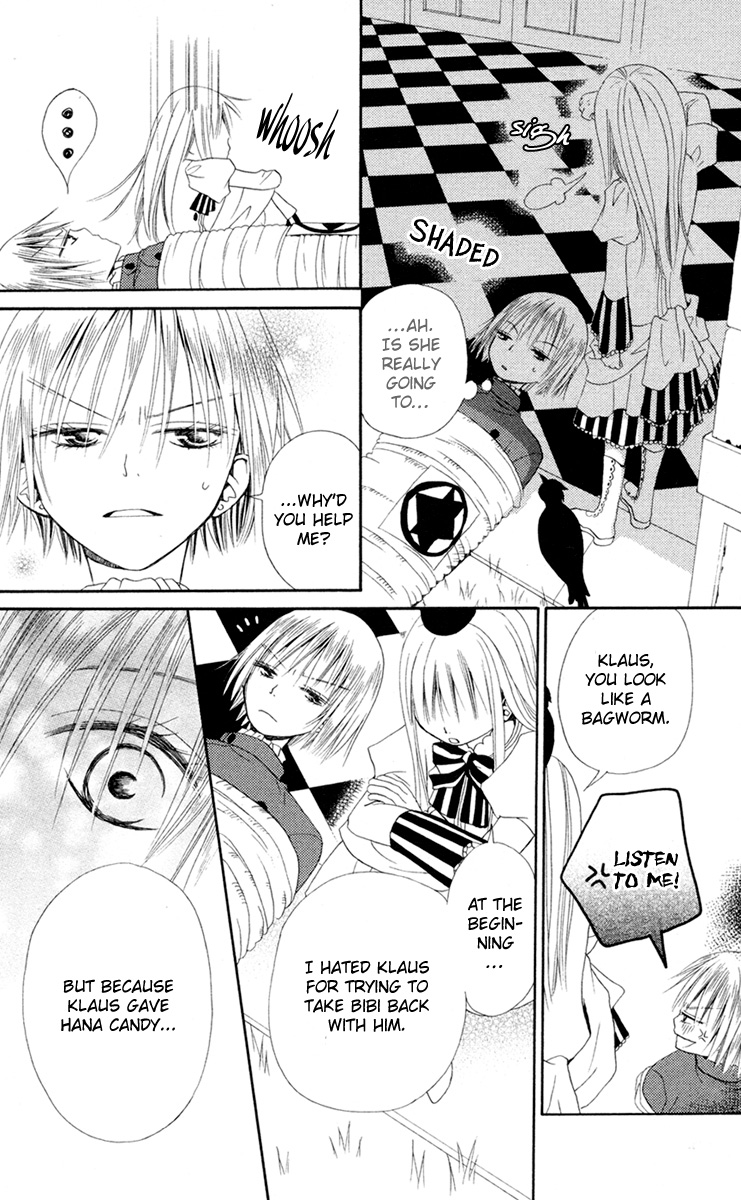 sigh
SHADED
...AH.
IS SHE
REALLY
GOING
TO...
WHOOSH
...WHY'D
YOU HELP
ME?
KLAUS,
YOU LOOK
LIKE A
BAGWORM.
LISTEN
TO ME!
AT THE
BEGIN-
NING
...
I HATED KLAUS
FOR TRYING TO
TAKE BIBI BACK
WITH HIM.
BUT BECAUSE
KLAUS GAVE
HANA CANDY...